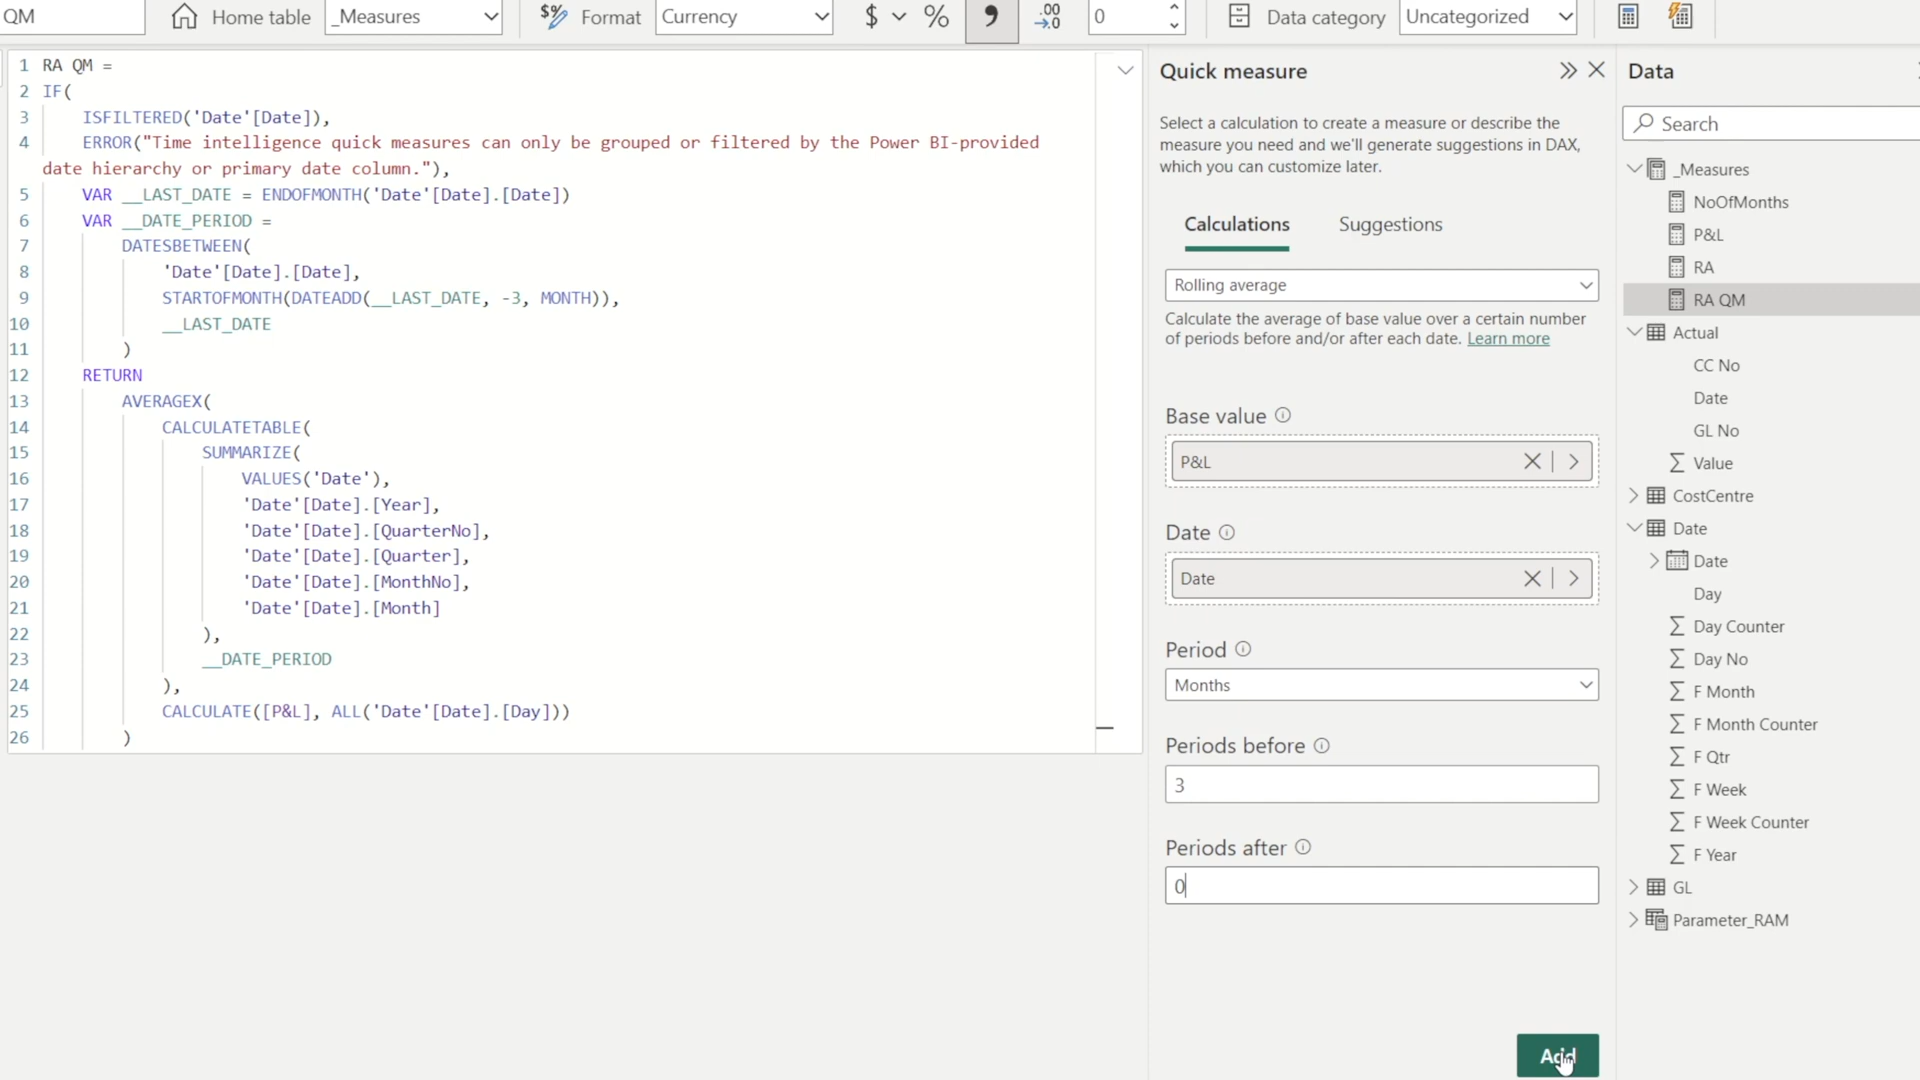 QM
Home table
_Measures
Format
Currency
$
%
,
.00
→.0
0
Data category
Uncategorized
1 RA QM =
2 IF(
3 ISFILTERED('Date'[Date]),
4 ERROR("Time intelligence quick measures can only be grouped or filtered by the Power BI-provided
date hierarchy or primary date column."),
5 VAR __LAST_DATE = ENDOFMONTH('Date'[Date].[Date])
6 VAR __DATE_PERIOD =
7 DATESBETWEEN(
8 'Date'[Date].[Date],
9 STARTOFMONTH(DATEADD(__LAST_DATE, -3, MONTH)),
10 __LAST_DATE
11 )
12 RETURN
13 AVERAGEX(
14 CALCULATETABLE(
15 SUMMARIZE(
16 VALUES('Date'),
17 'Date'[Date].[Year],
18 'Date'[Date].[QuarterNo],
19 'Date'[Date].[Quarter],
20 'Date'[Date].[MonthNo],
21 'Date'[Date].[Month]
22 ),
23 __DATE_PERIOD
24 ),
25 CALCULATE([P&L], ALL('Date'[Date].[Day]))
26 )
Quick measure
Select a calculation to create a measure or describe the
measure you need and we'll generate suggestions in DAX,
which you can customize later.
Calculations
Suggestions
Rolling average
Calculate the average of base value over a certain number
of periods before and/or after each date. Learn more
Base value
P&L
Date
Date
Period
Months
Periods before
3
Periods after
0
Add
Data
Search
_Measures
NoOfMonths
P&L
RA
RA QM
Actual
CC No
Date
GL No
Value
CostCentre
Date
Date
Day
Day Counter
Day No
F Month
F Month Counter
F Qtr
F Week
F Week Counter
F Year
GL
Parameter_RAM